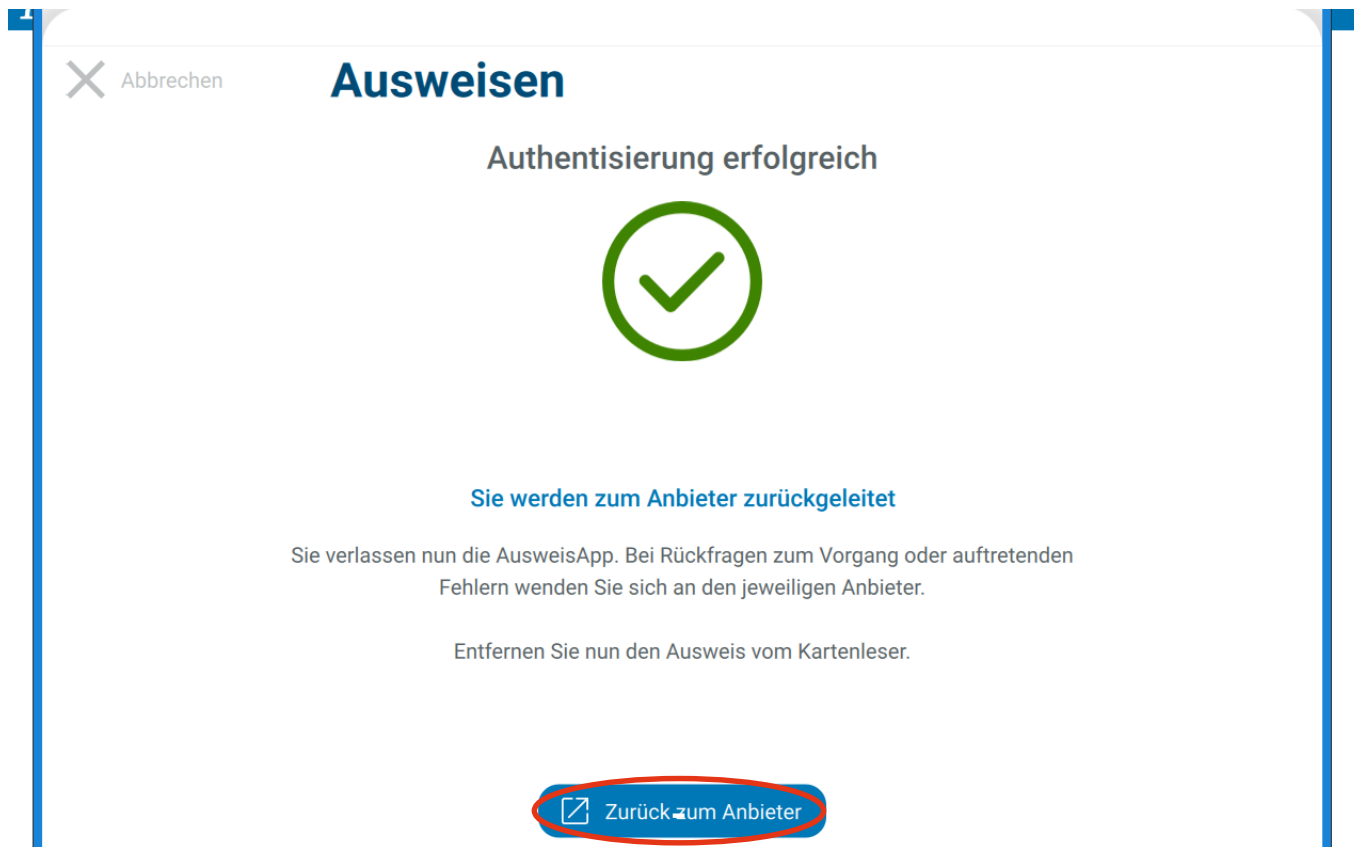 Abbrechen
Ausweisen
Authentisierung erfolgreich
Sie werden zum Anbieter zurückgeleitet
Sie verlassen nun die AusweisApp. Bei Rückfragen zum Vorgang oder auftretenden
Fehlern wenden Sie sich an den jeweiligen Anbieter.
Entfernen Sie nun den Ausweis vom Kartenleser.
Zurück zum Anbieter